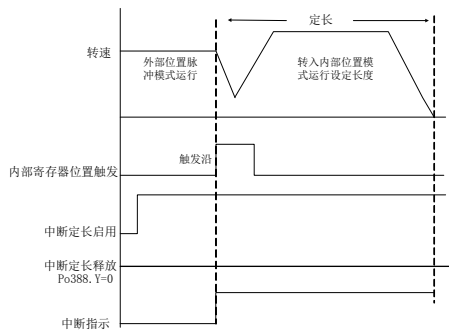 定长
转速
外部位置脉
冲模式运行
转入内部位置模
式运行设定长度
触发沿
内部寄存器位置触发
中断定长启用
中断定长释放
Po388.Y=0
中断指示